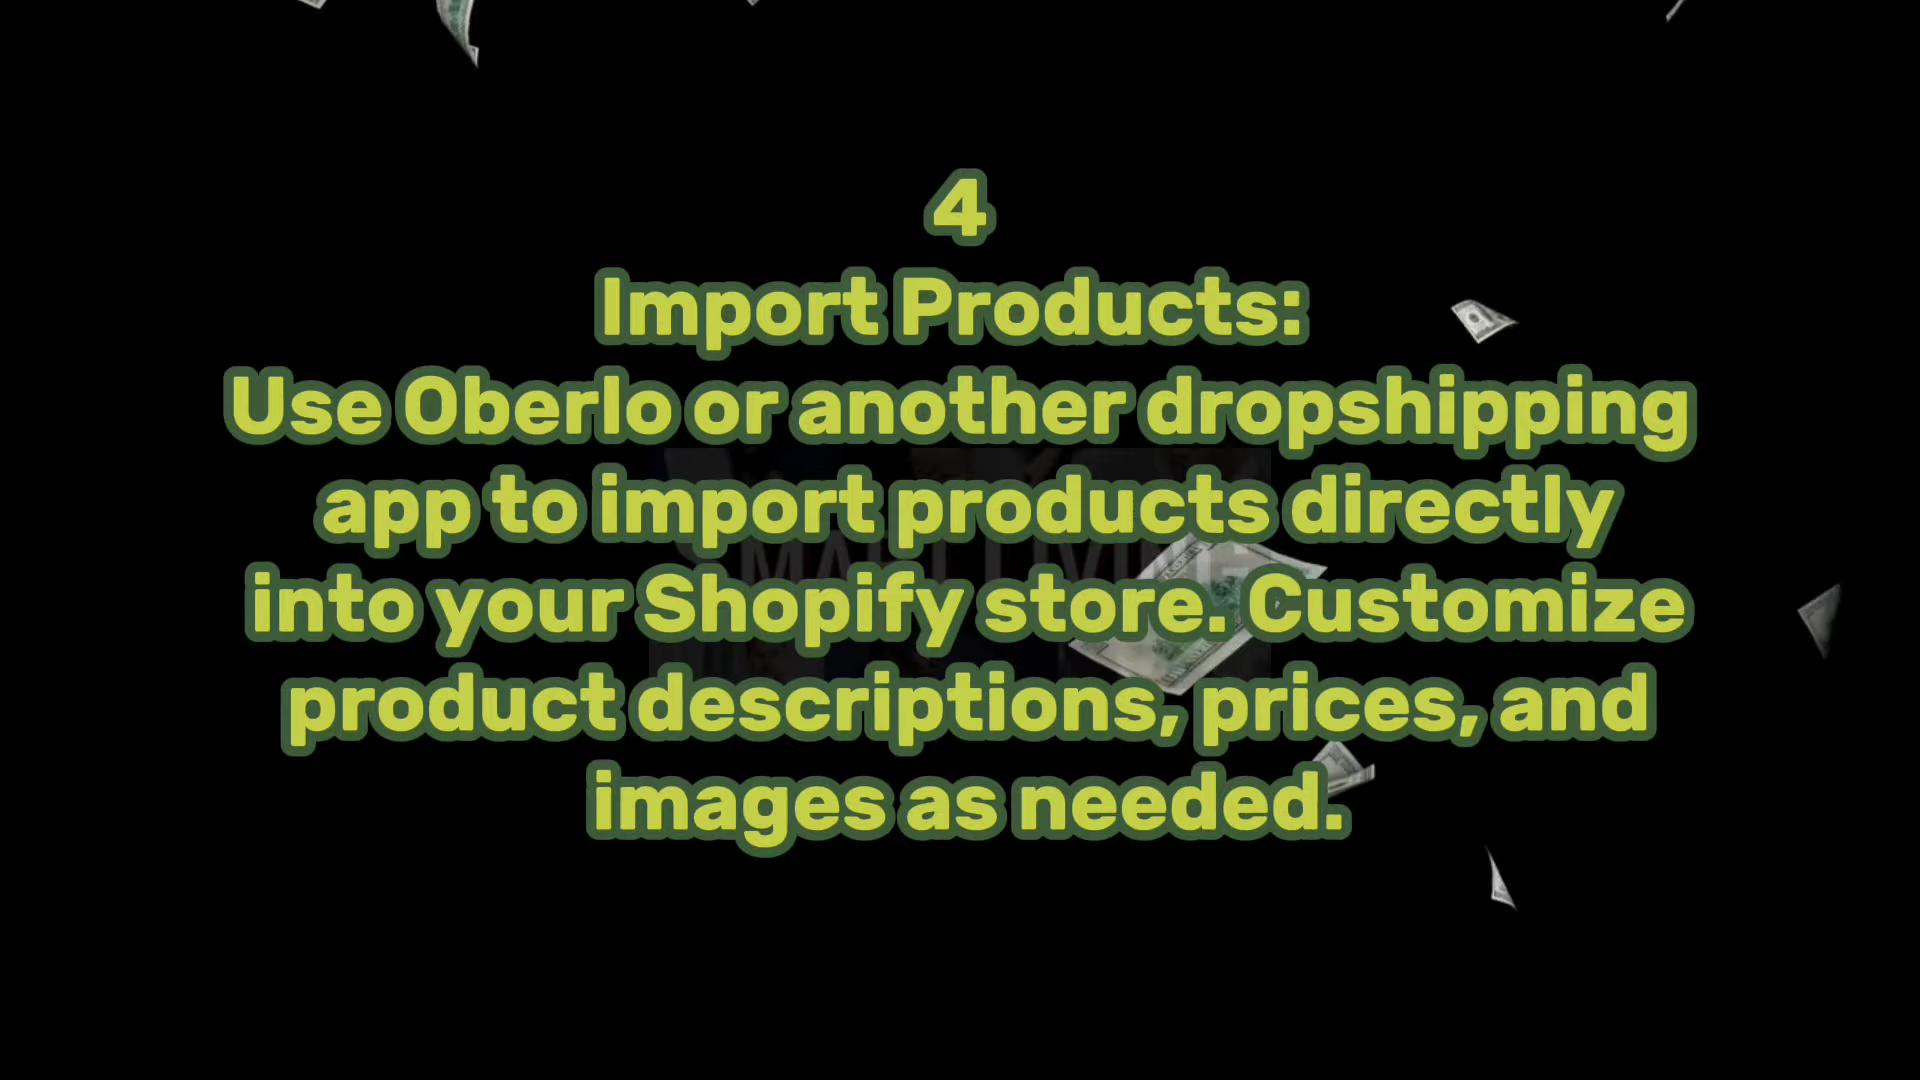 4
Import Products:
Use Oberlo or another dropshipping
app to import products directly
into your Shopify store. Customize
product descriptions, prices, and
images as needed.